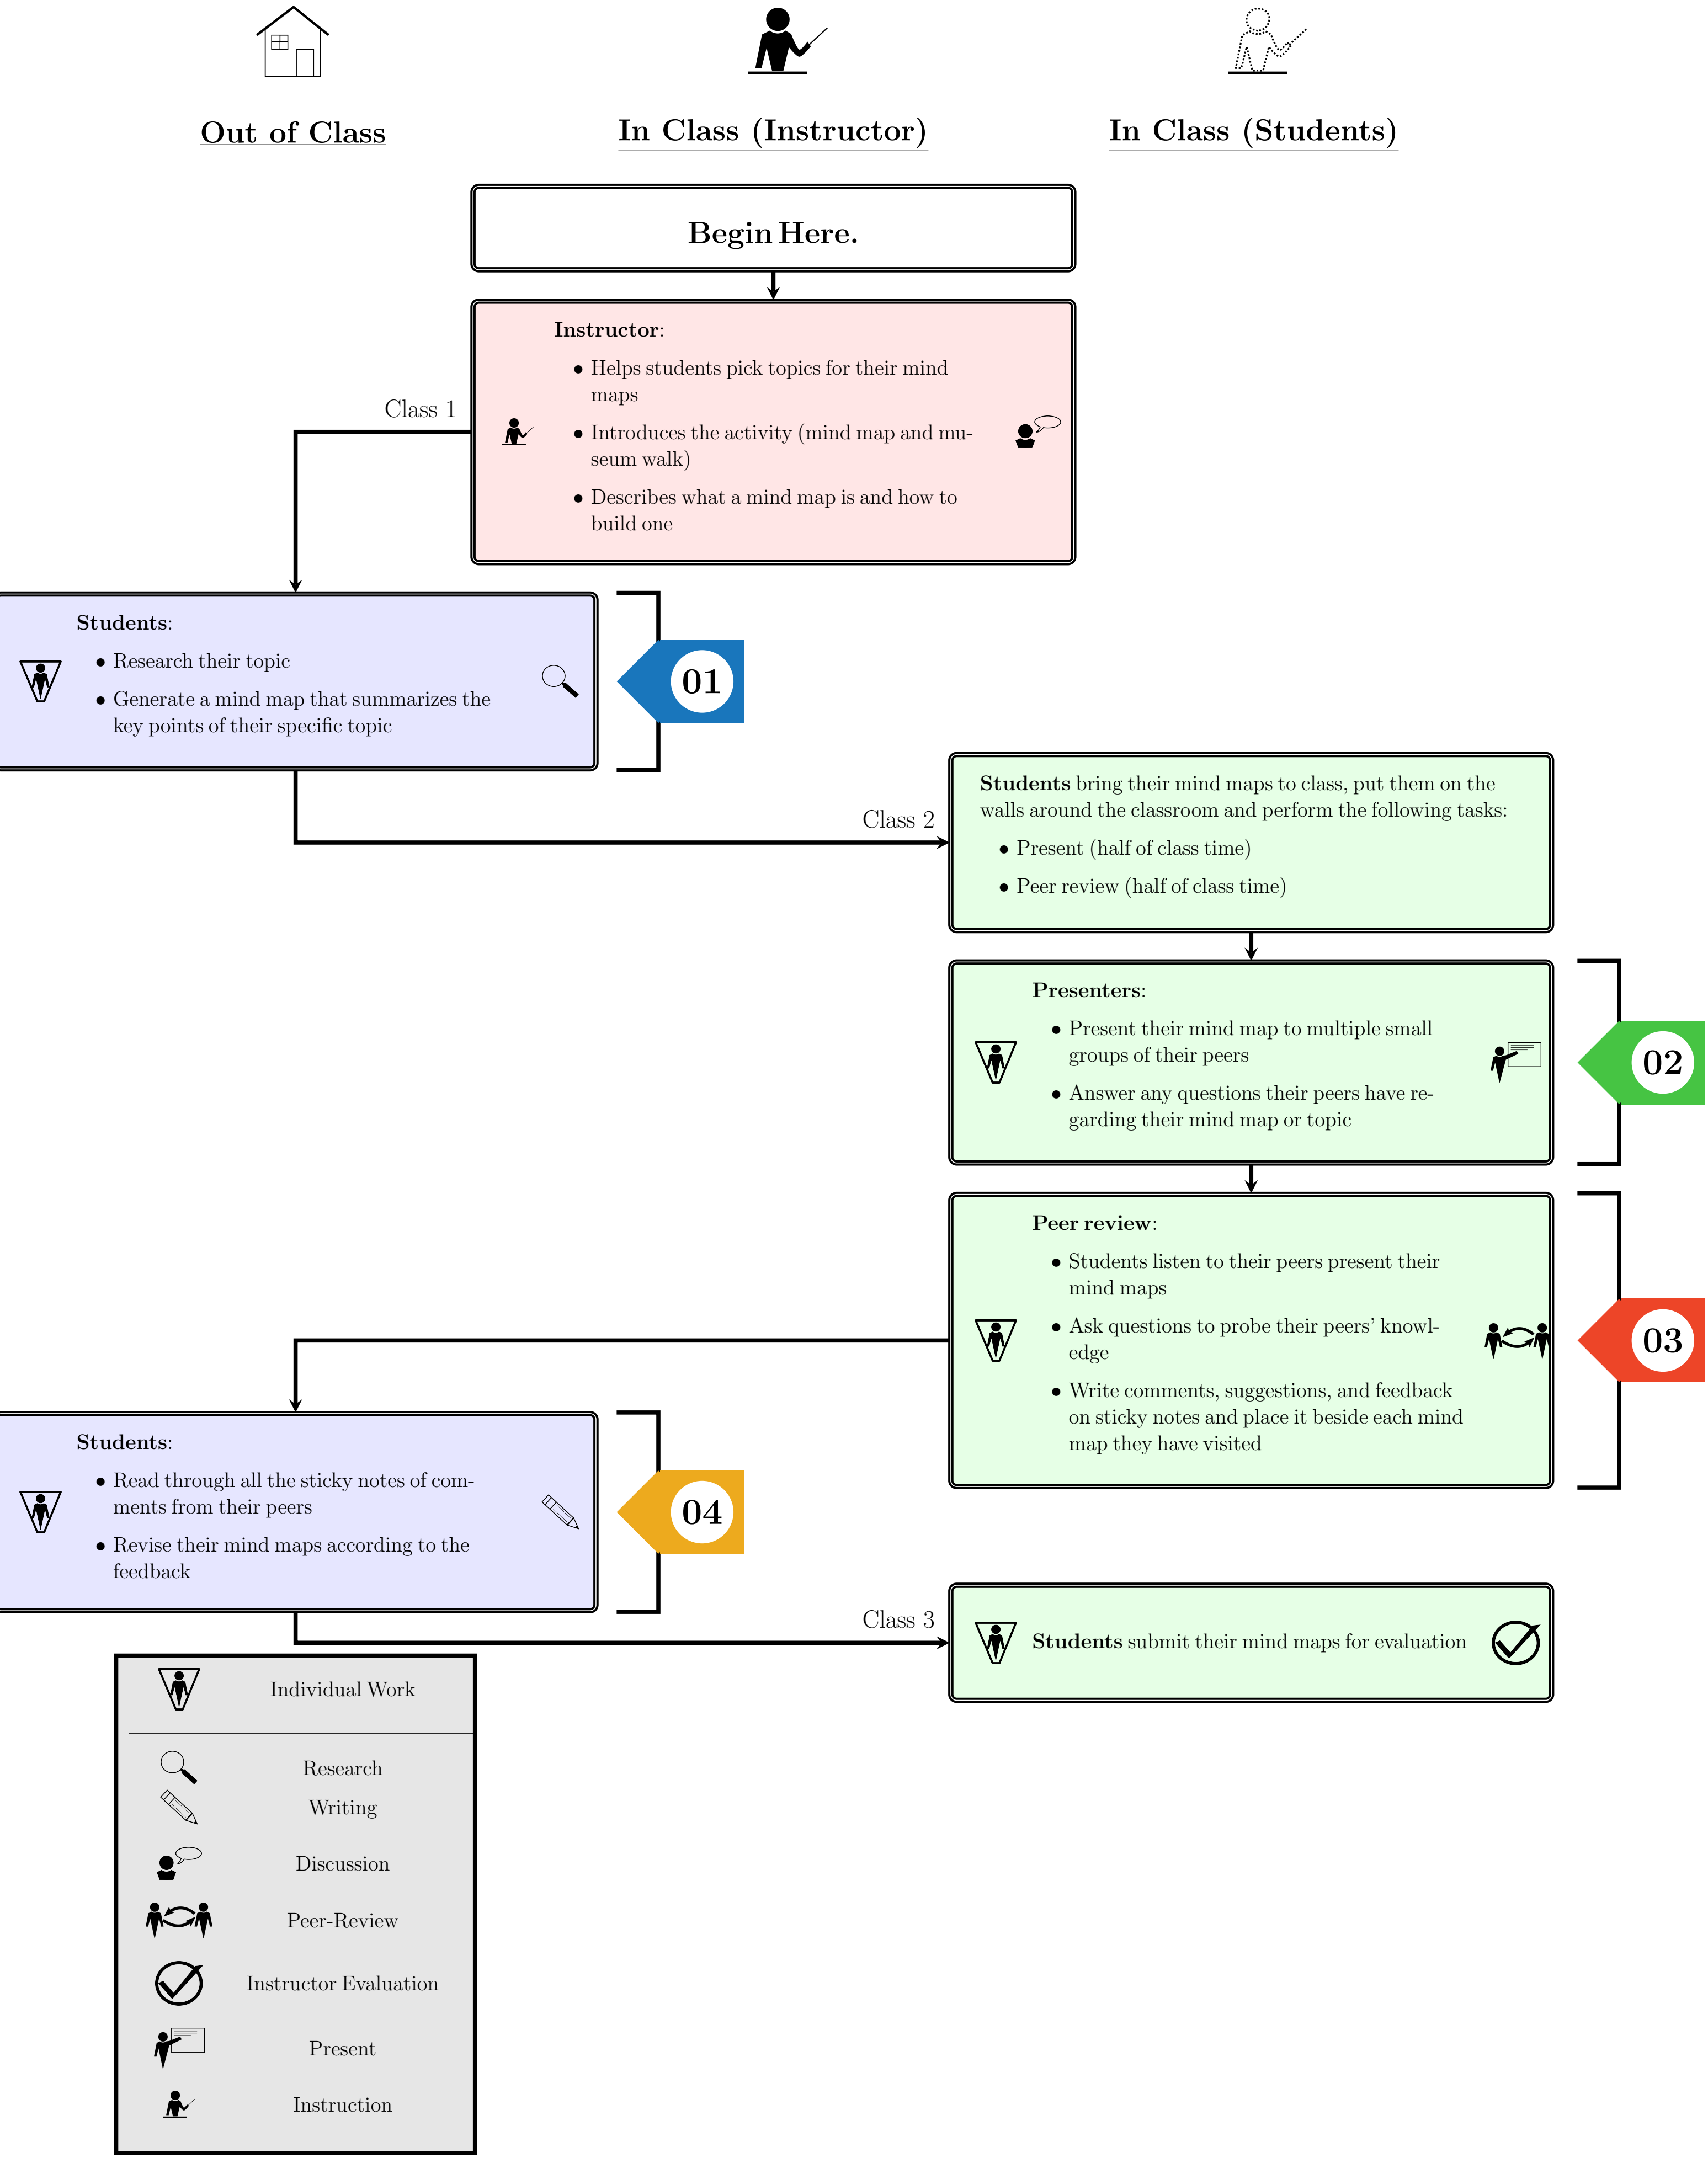 Out of Class
In Class (Instructor)
In Class (Students)
Begin Here.
Instructor:
• Helps students pick topics for their mind
maps
• Introduces the activity (mind map and mu-
seum walk)
• Describes what a mind map is and how to
build one
Class 1
Students:
• Research their topic
• Generate a mind map that summarizes the
key points of their specific topic
01
Class 2
Students bring their mind maps to class, put them on the
walls around the classroom and perform the following tasks:
• Present (half of class time)
• Peer review (half of class time)
Presenters:
• Present their mind map to multiple small
groups of their peers
• Answer any questions their peers have re-
garding their mind map or topic
02
Peer review:
• Students listen to their peers present their
mind maps
• Ask questions to probe their peers' knowl-
edge
• Write comments, suggestions, and feedback
on sticky notes and place it beside each mind
map they have visited
03
Students:
• Read through all the sticky notes of com-
ments from their peers
• Revise their mind maps according to the
feedback
04
Class 3
Students submit their mind maps for evaluation
Individual Work
Research
Writing
Discussion
Peer-Review
Instructor Evaluation
Present
Instruction